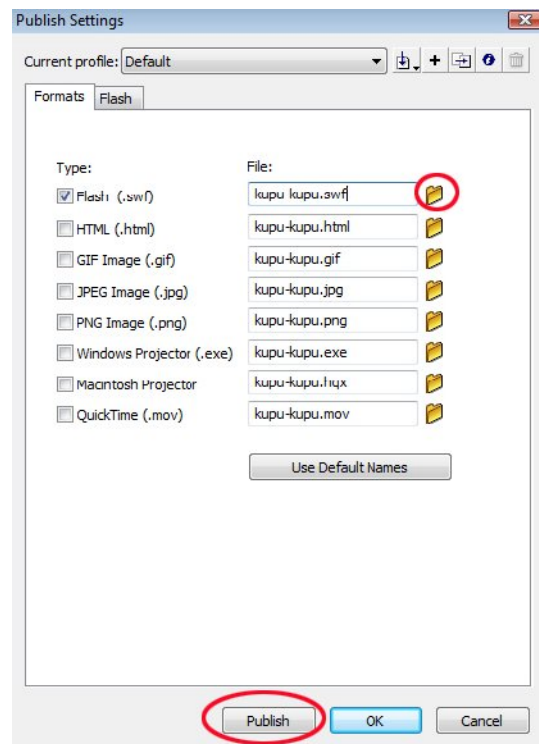 Publish Settings
Current profile: Default
Formats Flash
Type: File:
Flash (.swf) kupu-kupu.swf
HTML (.html) kupu-kupu.html
GIF Image (.gif) kupu-kupu.gif
JPEG Image (.jpg) kupu-kupu.jpg
PNG Image (.png) kupu-kupu.png
Windows Projector (.exe) kupu-kupu.exe
Macintosh Projector kupu-kupu.hqx
QuickTime (.mov) kupu-kupu.mov
Use Default Names
Publish OK Cancel